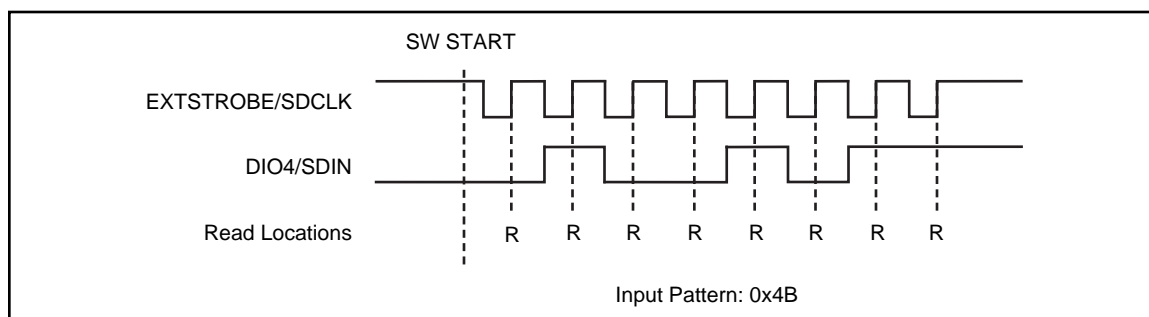 SW START
EXTSTROBE/SDCLK
DIO4/SDIN
Read Locations R R R R R R R R
Input Pattern: 0x4B